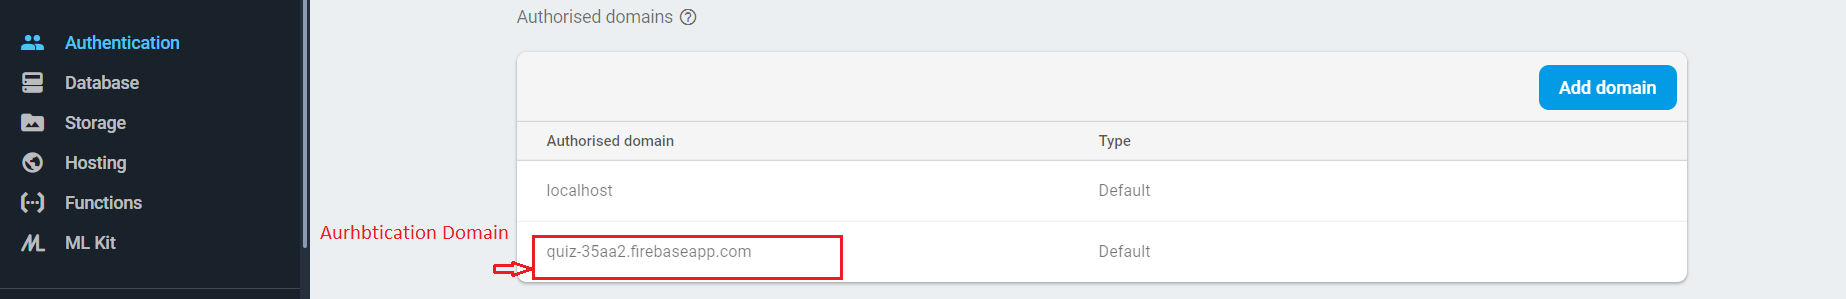 Authentication
Database
Storage
Hosting
Functions
ML Kit
Authorised domains
Add domain
Authorised domain Type
localhost Default
Aurhbtication Domain
quiz-35aa2.firebaseapp.com Default